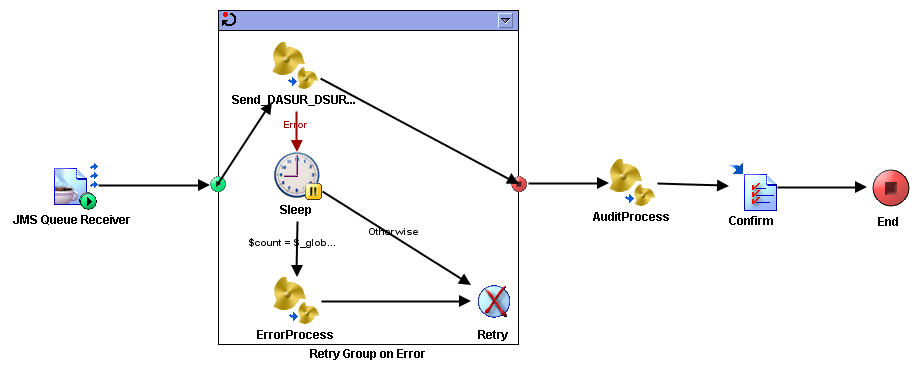 Send_DASUR_DSUR...
Error
JMS Queue Receiver
Sleep
AuditProcess
Confirm
End
Otherwise
$count = $_glob...
ErrorProcess
Retry
Retry Group on Error